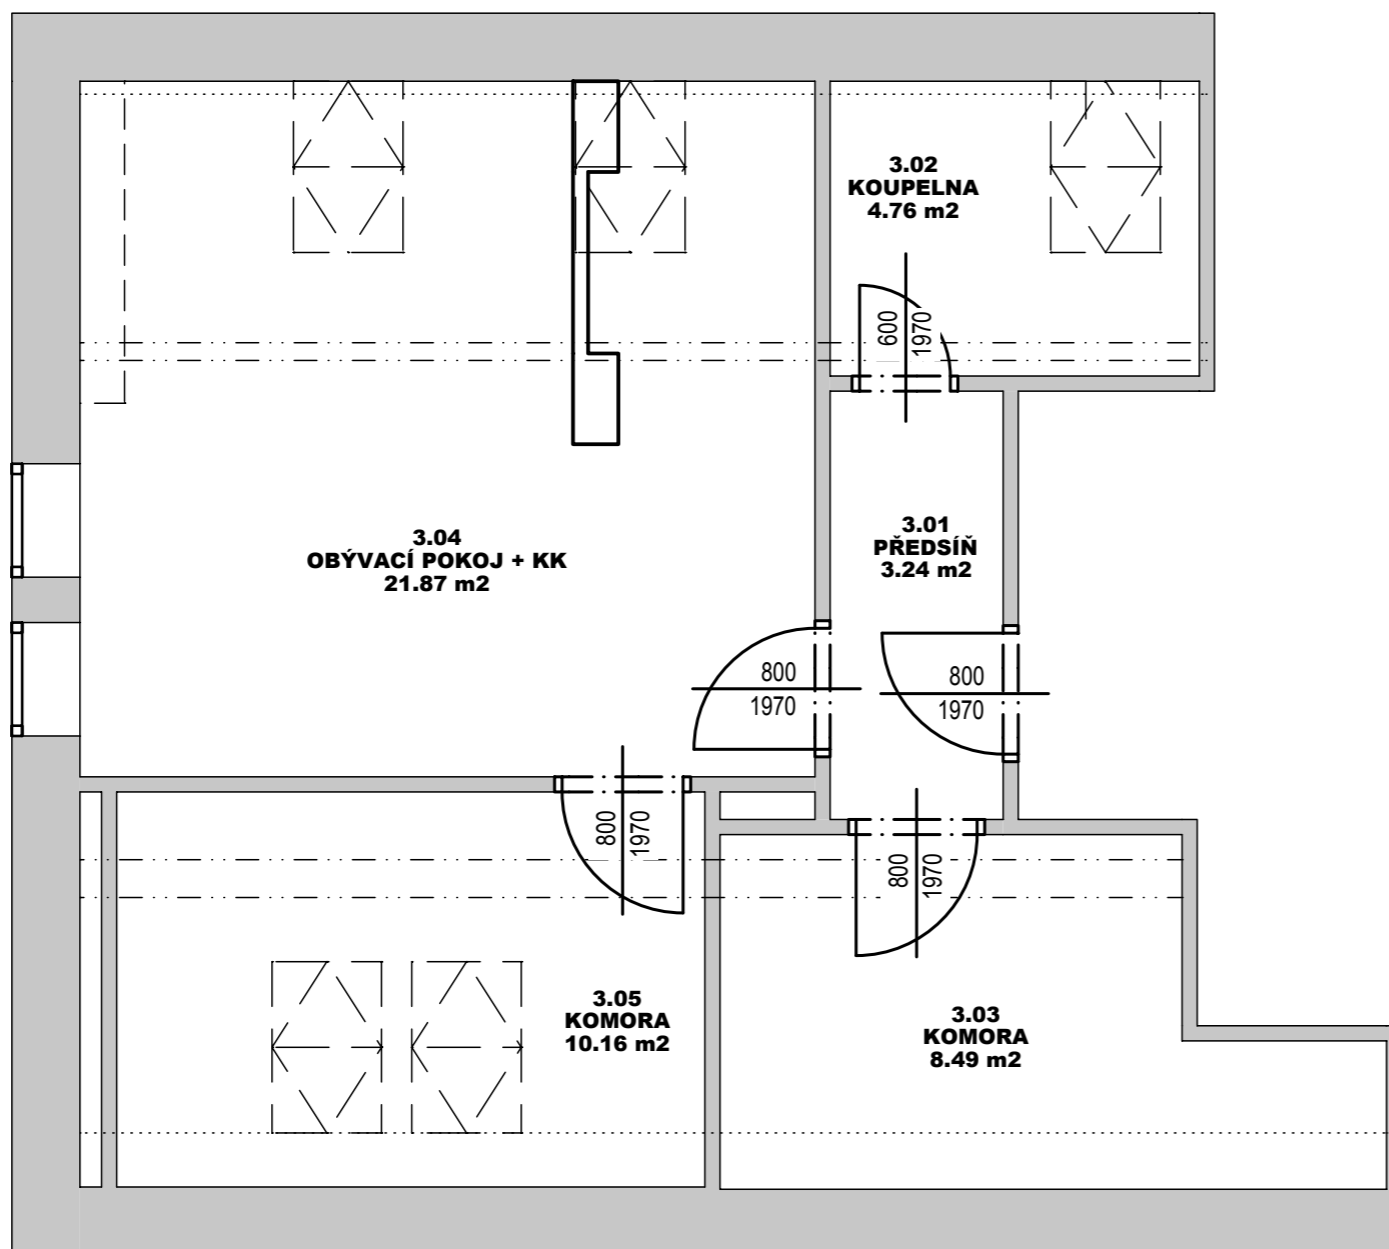 3.02
KOUPELNA
4.76 m2
600
1970
3.04
OBÝVACÍ POKOJ + KK
21.87 m2
3.01
PŘEDSÍŇ
3.24 m2
800
1970
800
1970
800
1970
800
1970
3.05
KOMORA
10.16 m2
3.03
KOMORA
8.49 m2